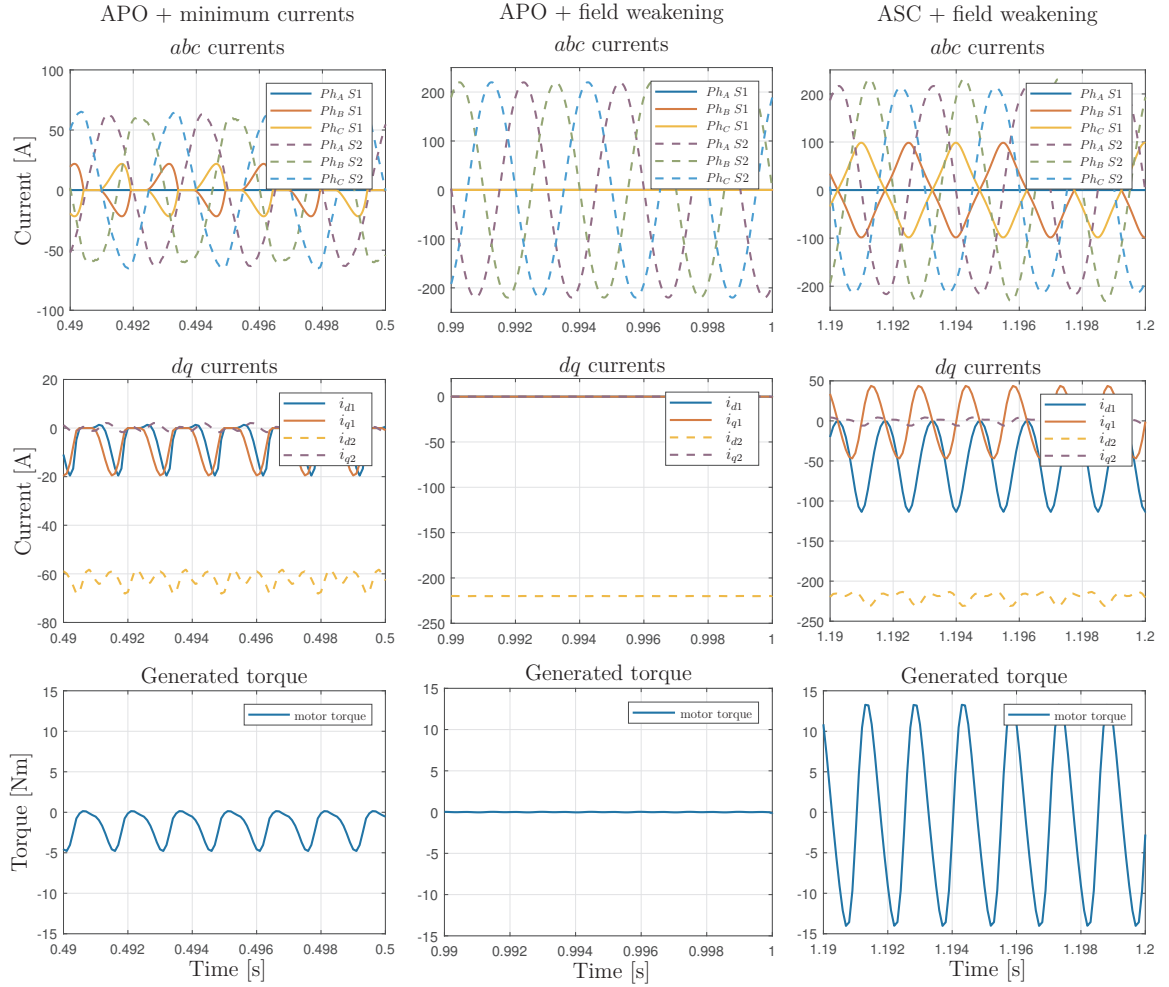 APO + minimum currents
APO + field weakening
ASC + field weakening
abc currents
abc currents
abc currents
Current [A]
100
50
0
-50
-100
0.49 0.492 0.494 0.496 0.498 0.5
Ph_A S1
Ph_B S1
Ph_C S1
Ph_A S2
Ph_B S2
Ph_C S2
200
100
0
-100
-200
0.99 0.992 0.994 0.996 0.998 1
Ph_A S1
Ph_B S1
Ph_C S1
Ph_A S2
Ph_B S2
Ph_C S2
200
100
0
-100
-200
1.19 1.192 1.194 1.196 1.198 1.2
Ph_A S1
Ph_B S1
Ph_C S1
Ph_A S2
Ph_B S2
Ph_C S2
dq currents
dq currents
dq currents
Current [A]
20
0
-20
-40
-60
-80
0.49 0.492 0.494 0.496 0.498 0.5
i_d1
i_q1
i_d2
i_q2
0
-50
-100
-150
-200
-250
0.99 0.992 0.994 0.996 0.998 1
i_d1
i_q1
i_d2
i_q2
50
0
-50
-100
-150
-200
-250
1.19 1.192 1.194 1.196 1.198 1.2
i_d1
i_q1
i_d2
i_q2
Generated torque
Generated torque
Generated torque
Torque [Nm]
15
10
5
0
-5
-10
-15
0.49 0.492 0.494 0.496 0.498 0.5
motor torque
Time [s]
15
10
5
0
-5
-10
-15
0.99 0.992 0.994 0.996 0.998 1
motor torque
Time [s]
15
10
5
0
-5
-10
-15
1.19 1.192 1.194 1.196 1.198 1.2
motor torque
Time [s]